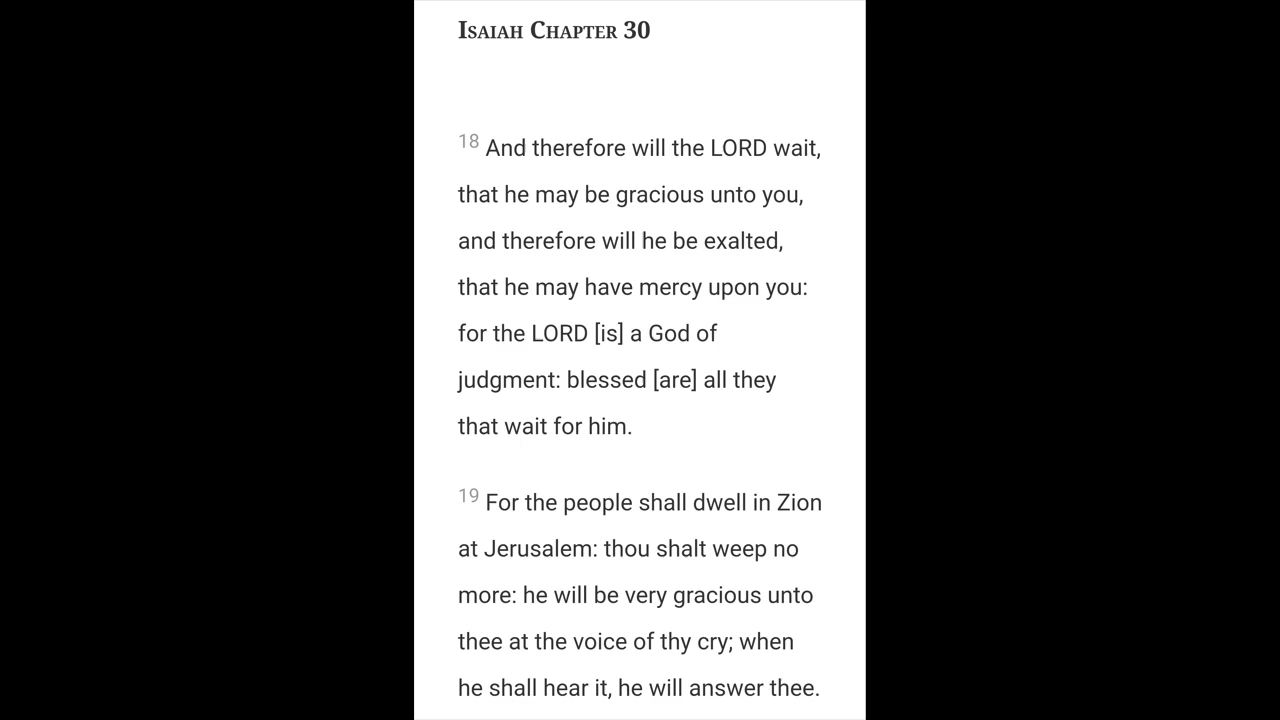 Isaiah Chapter 30
18 And therefore will the LORD wait,
that he may be gracious unto you,
and therefore will he be exalted,
that he may have mercy upon you:
for the LORD [is] a God of
judgment: blessed [are] all they
that wait for him.
19 For the people shall dwell in Zion
at Jerusalem: thou shalt weep no
more: he will be very gracious unto
thee at the voice of thy cry; when
he shall hear it, he will answer thee.